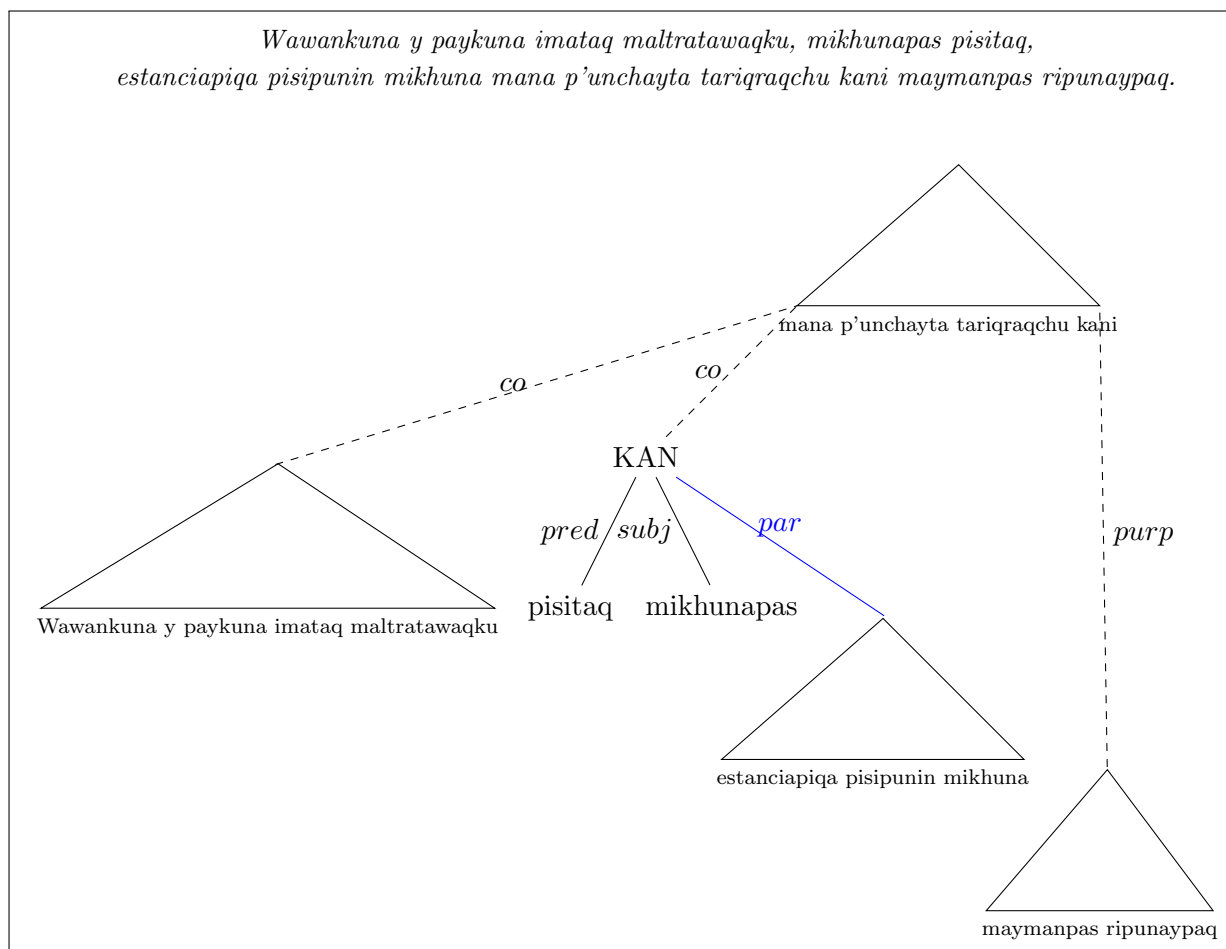 Wawankuna y paykuna imataq maltratawaqku, mikhunapas pisitaq,
estanciapiqa pisipunin mikhuna mana p'unchayta tariqraqchu kani maymanpas ripunaypaq.
mana p'unchayta tariqraqchu kani
co
co
KAN
pred
subj
par
purp
pisitaq
mikhunapas
Wawankuna y paykuna imataq maltratawaqku
estanciapiqa pisipunin mikhuna
maymanpas ripunaypaq